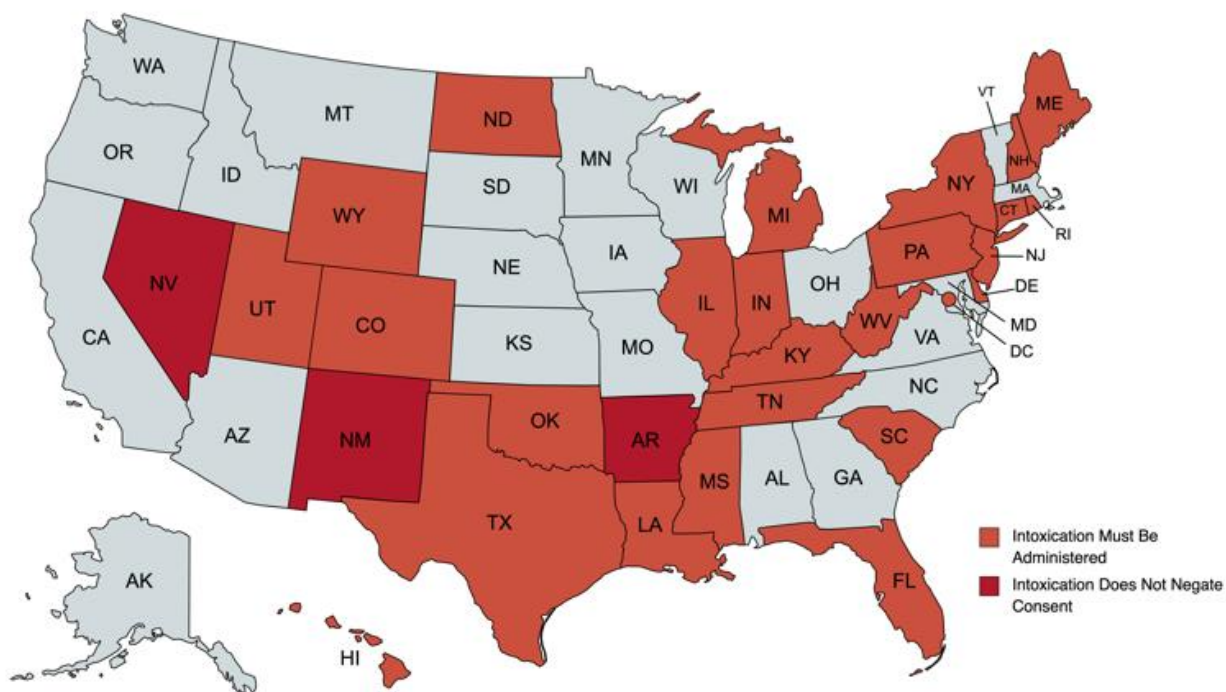 WA
MT
ND
MN
VT
ME
OR
ID
SD
WI
NY
NH
MA
WY
MI
CT
RI
NV
NE
IA
PA
NJ
UT
CO
IL
IN
OH
DE
CA
KS
MO
WV
MD
KY
VA
DC
AZ
NM
OK
AR
TN
NC
SC
MS
AL
GA
TX
LA
AK
HI
FL
Intoxication Must Be
Administered
Intoxication Does Not Negate
Consent